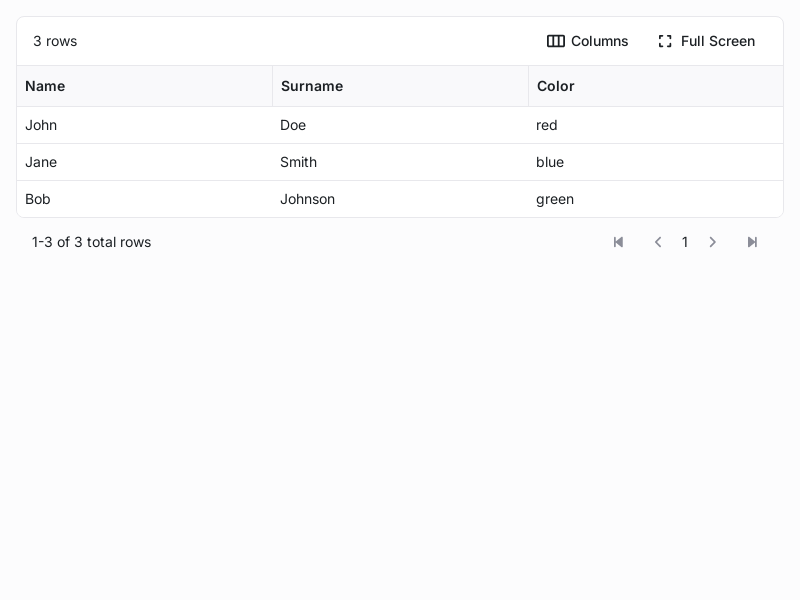 3 rows Columns Full Screen
Name Surname Color
John Doe red
Jane Smith blue
Bob Johnson green
1-3 of 3 total rows 1